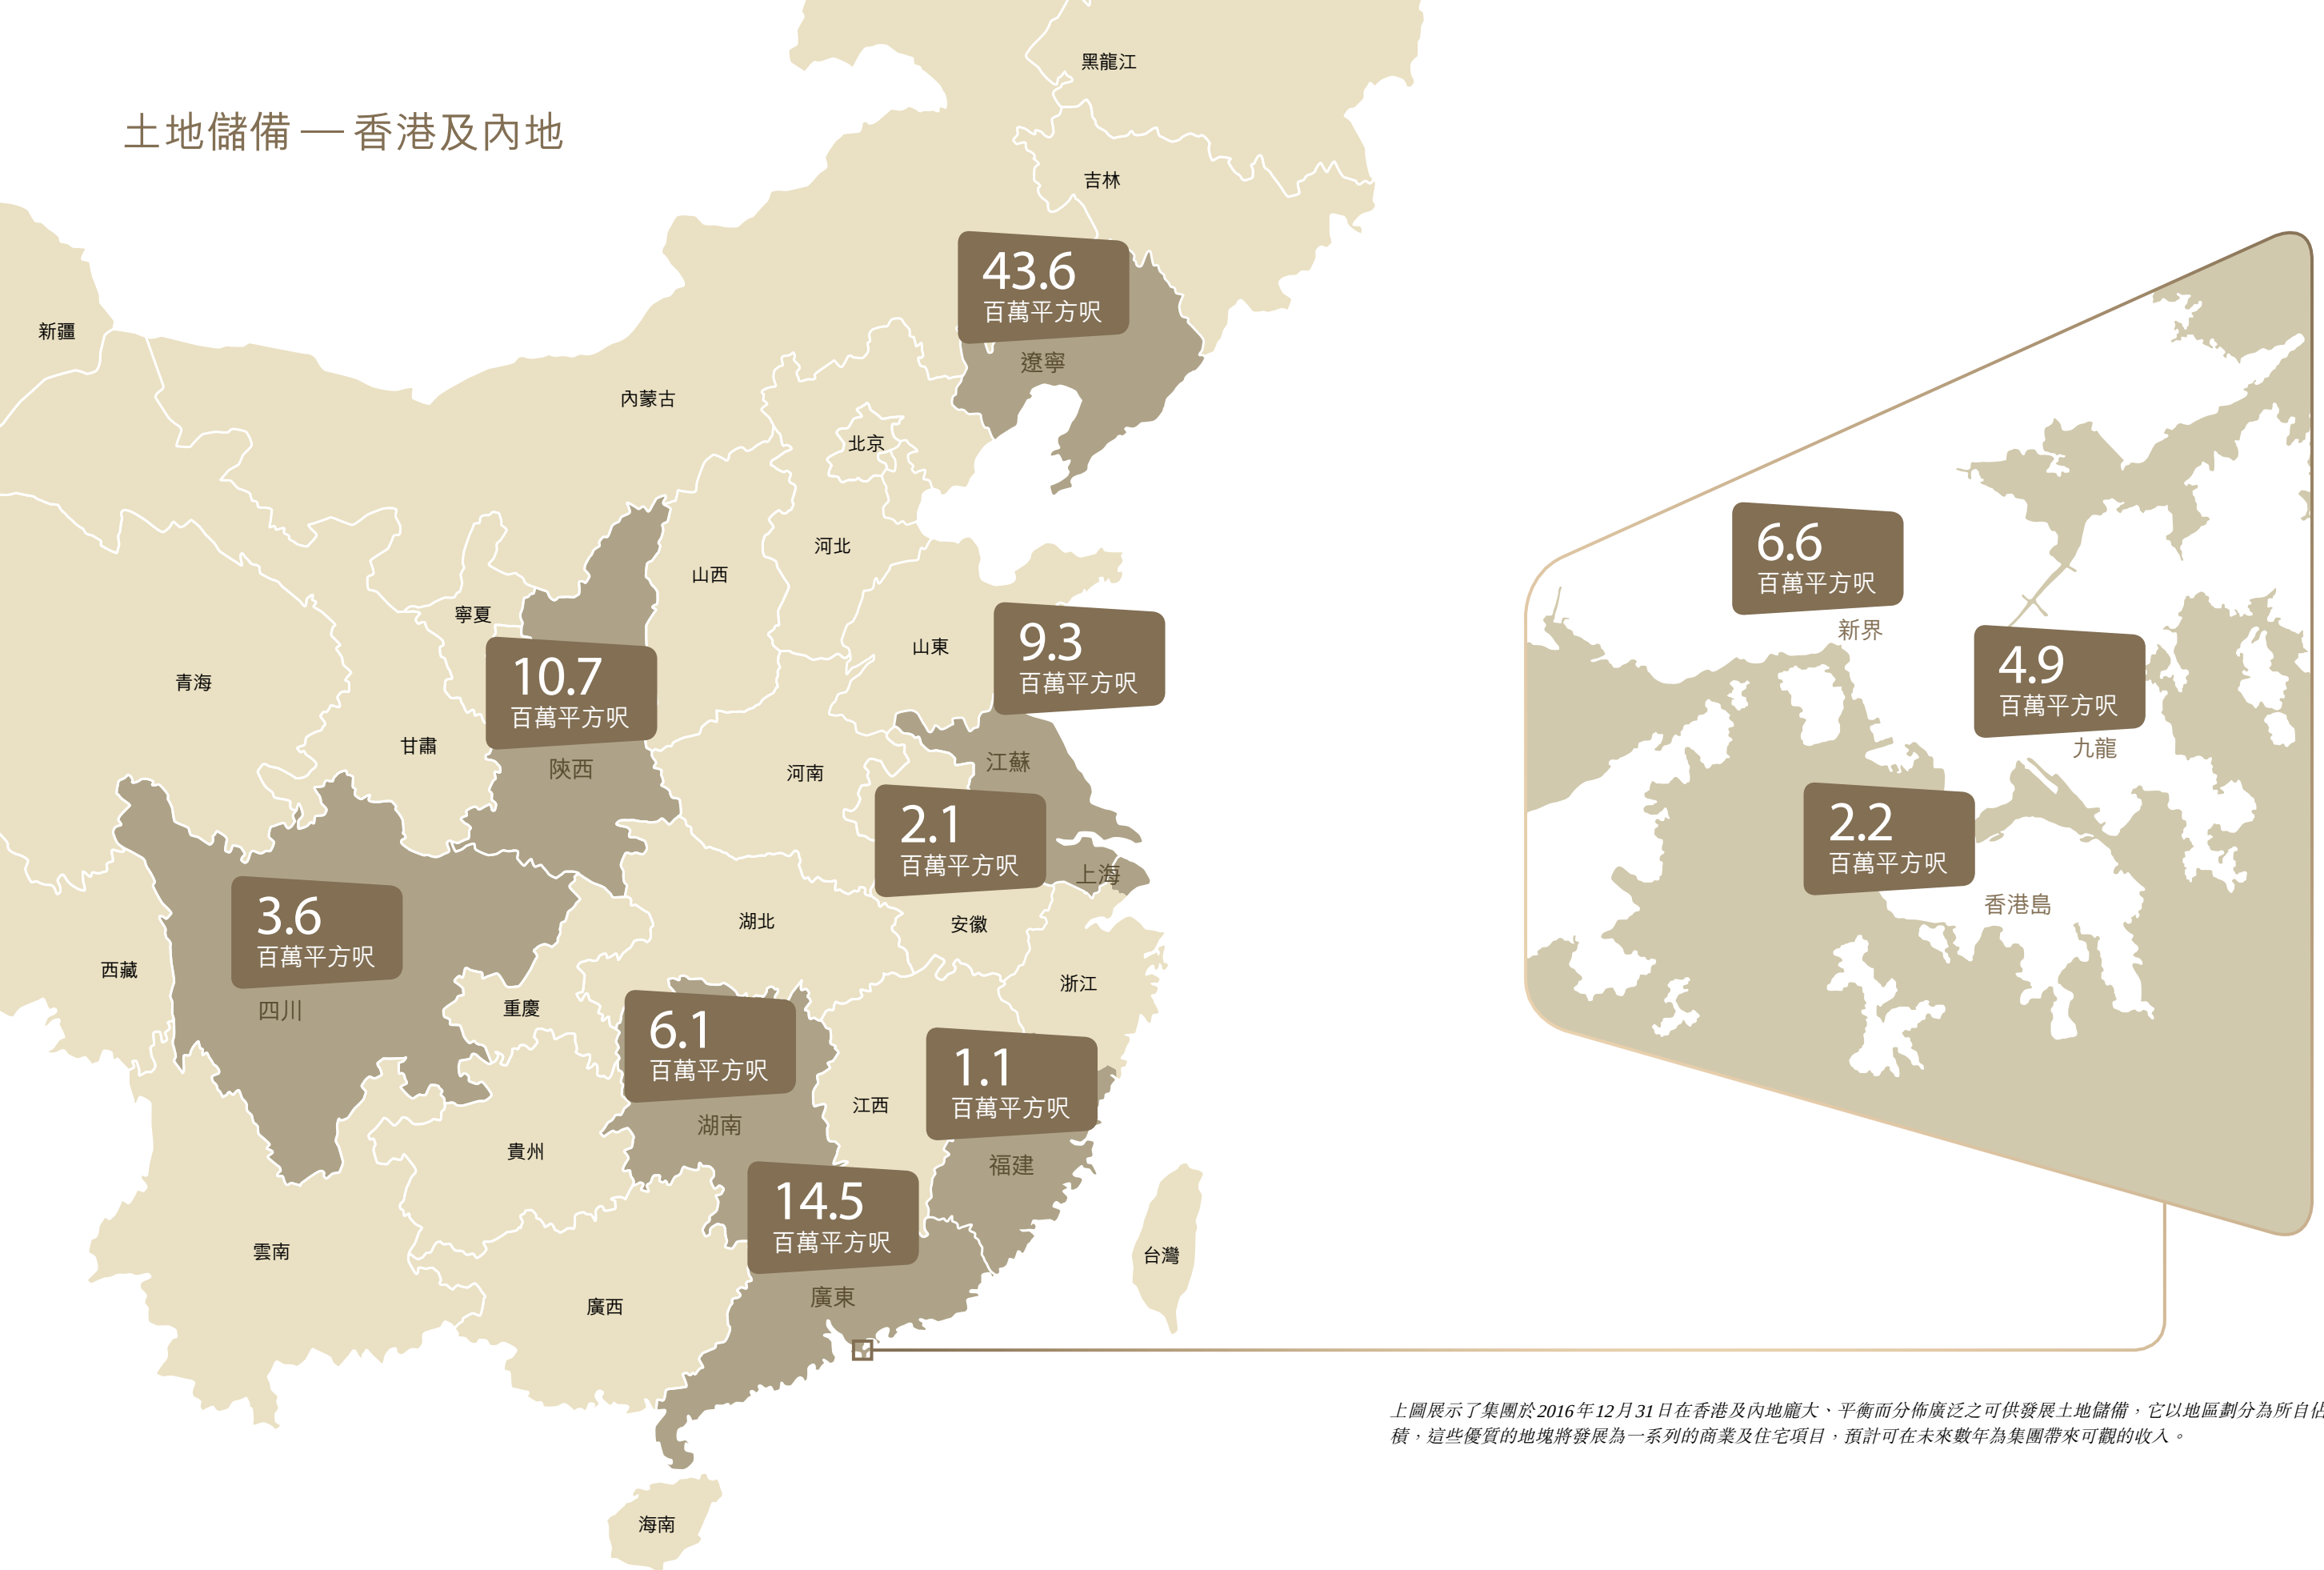 土地儲備 — 香港及內地
黑龍江
吉林
43.6
百萬平方呎
遼寧
新疆
內蒙古
北京
河北
山西
6.6
百萬平方呎
新界
寧夏
山東
9.3
百萬平方呎
4.9
百萬平方呎
九龍
青海
10.7
百萬平方呎
甘肅
陝西
河南
江蘇
2.1
百萬平方呎
上海
2.2
百萬平方呎
香港島
3.6
百萬平方呎
湖北
安徽
西藏
四川
重慶
浙江
6.1
百萬平方呎
湖南
江西
1.1
百萬平方呎
福建
貴州
14.5
百萬平方呎
廣東
雲南
廣西
台灣
海南
上圖展示了集團於2016年12月31日在香港及內地龐大、平衡而分佈廣泛之可供發展土地儲備，它以地區劃分為所自佔
積，這些優質的地塊將發展為一系列的商業及住宅項目，預計可在未來數年為集團帶來可觀的收入。